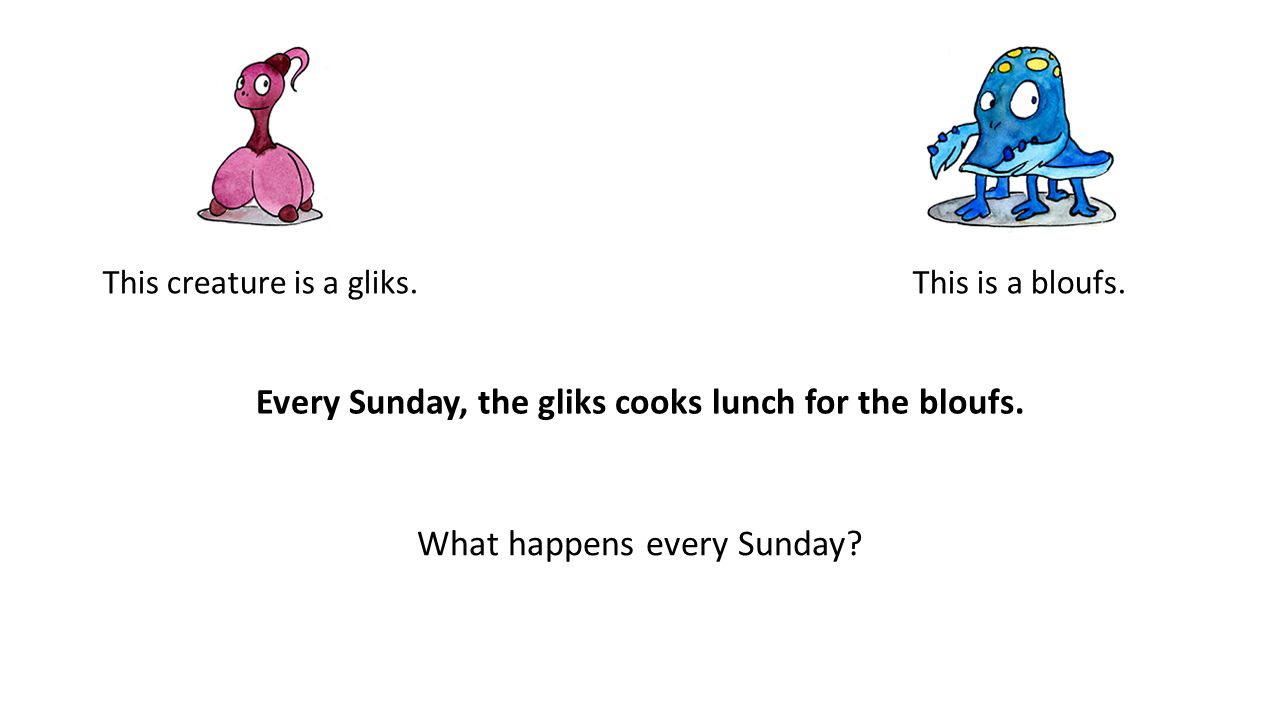 This creature is a gliks.
This is a bloufs.
Every Sunday, the gliks cooks lunch for the bloufs.
What happens every Sunday?